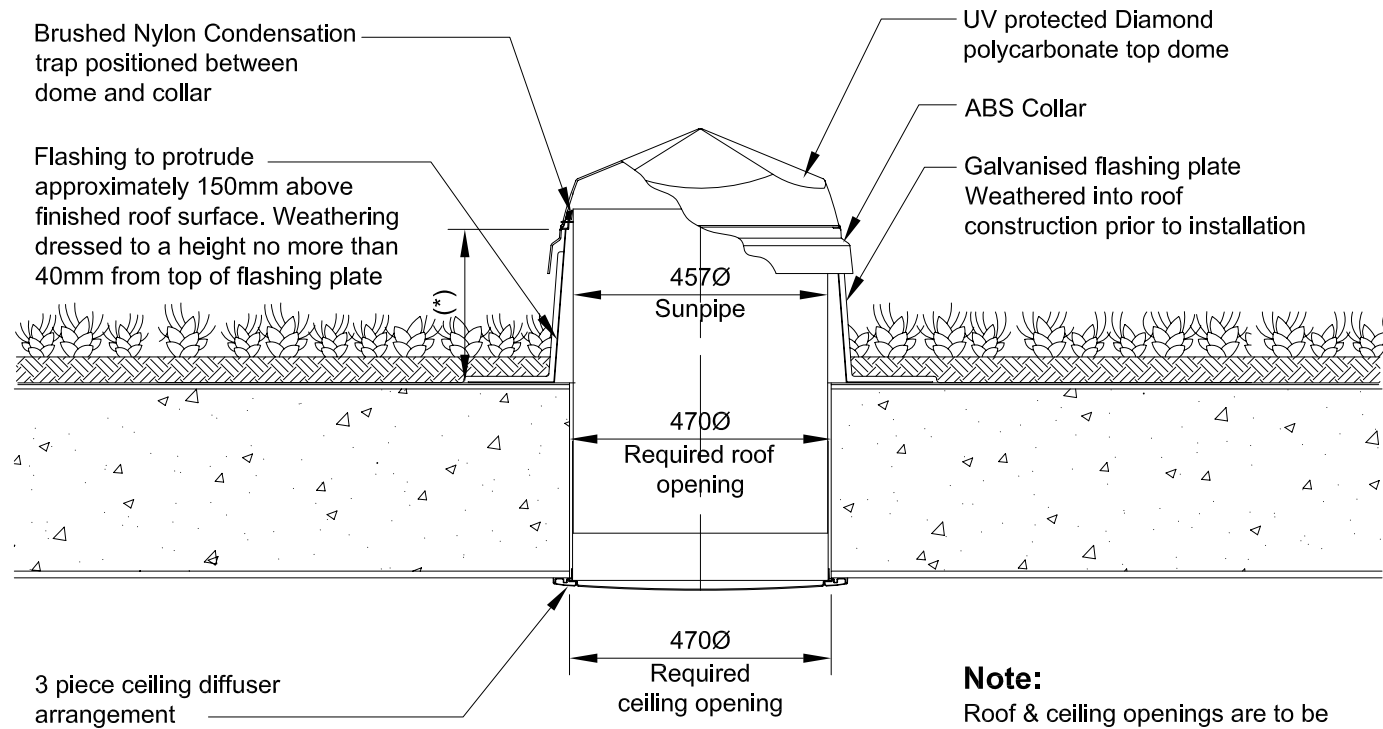 Brushed Nylon Condensation
trap positioned between
dome and collar
Flashing to protrude
approximately 150mm above
finished roof surface. Weathering
dressed to a height no more than
40mm from top of flashing plate
UV protected Diamond
polycarbonate top dome
ABS Collar
Galvanised flashing plate
Weathered into roof
construction prior to installation
(*)
457Ø
Sunpipe
470Ø
Required roof
opening
470Ø
Required
ceiling opening
3 piece ceiling diffuser
arrangement
Note:
Roof & ceiling openings are to be